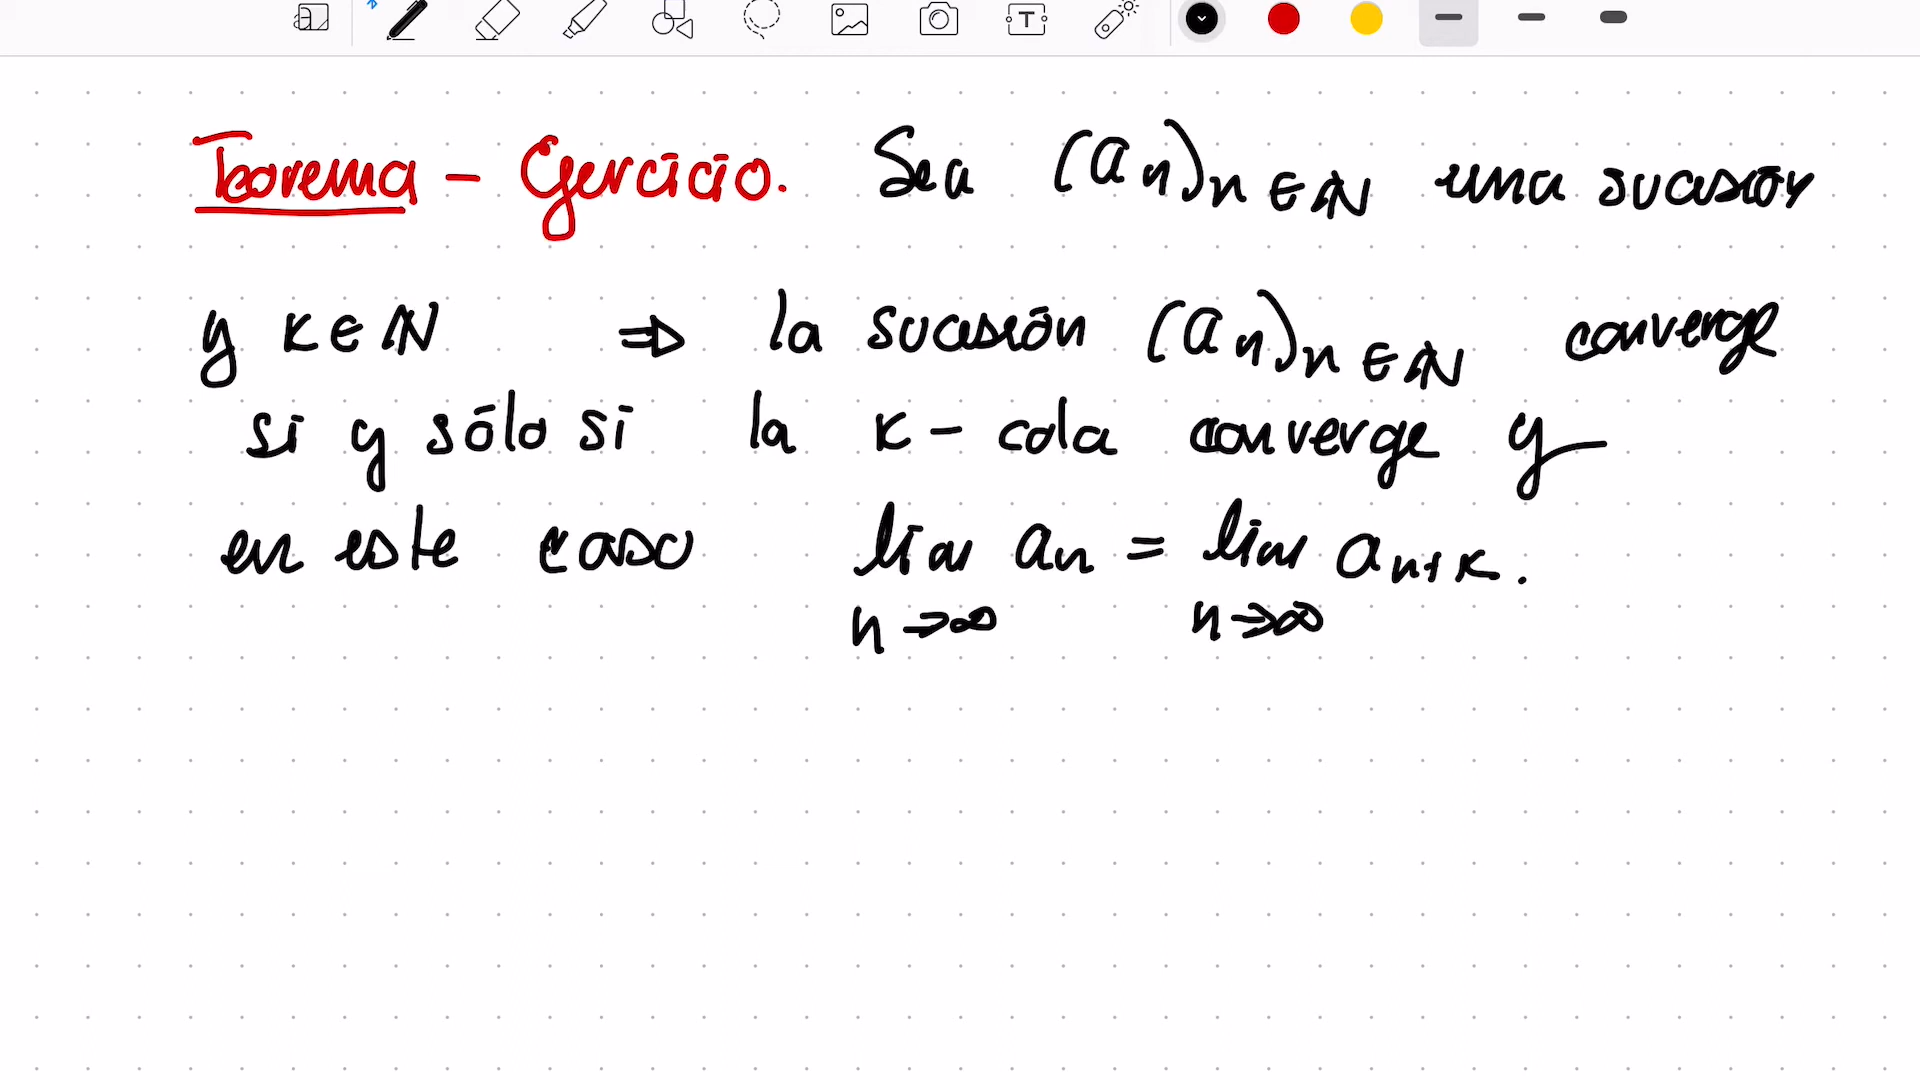 Teorema - Ejercicio. Sea (an)n∈ℕ una sucesión
y k∈ℕ ⇒ la sucesión (an)n∈ℕ converge
si y sólo si la k-cola converge y
en este caso lim an = lim an+k.
n→∞ n→∞